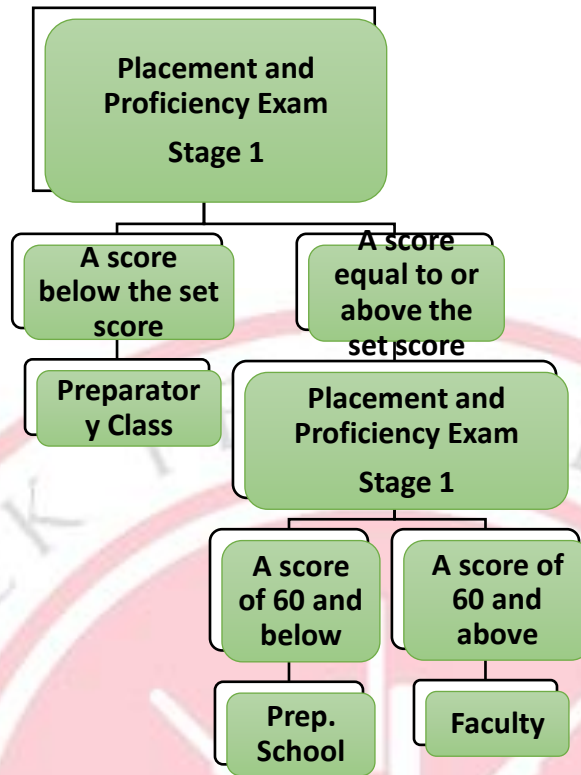 Placement and
Proficiency Exam
Stage 1
A score
below the set
score
A score
equal to or
above the
set score
Preparator
y Class
Placement and
Proficiency Exam
Stage 1
A score
of 60 and
below
A score of
60 and
above
Prep.
School
Faculty